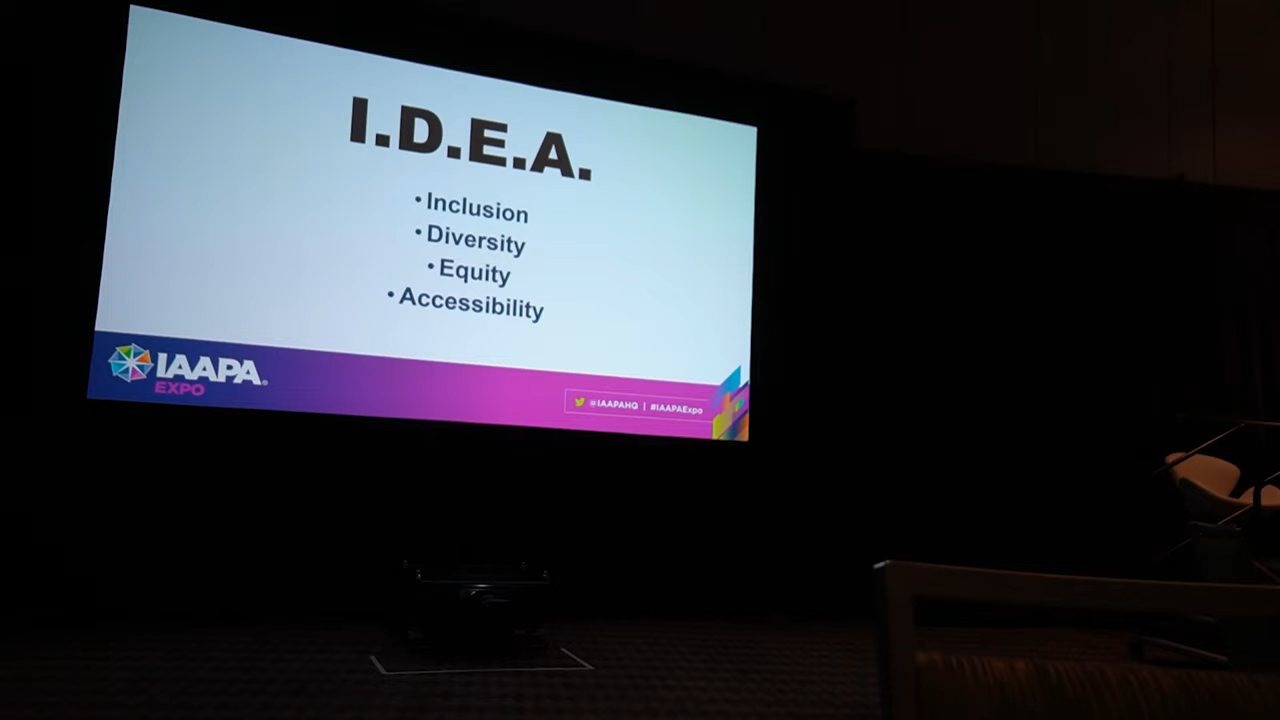 I.D.E.A.
• Inclusion
• Diversity
• Equity
• Accessibility
IAAPA®
EXPO
@IAAPAHQ | #IAAPAExpo